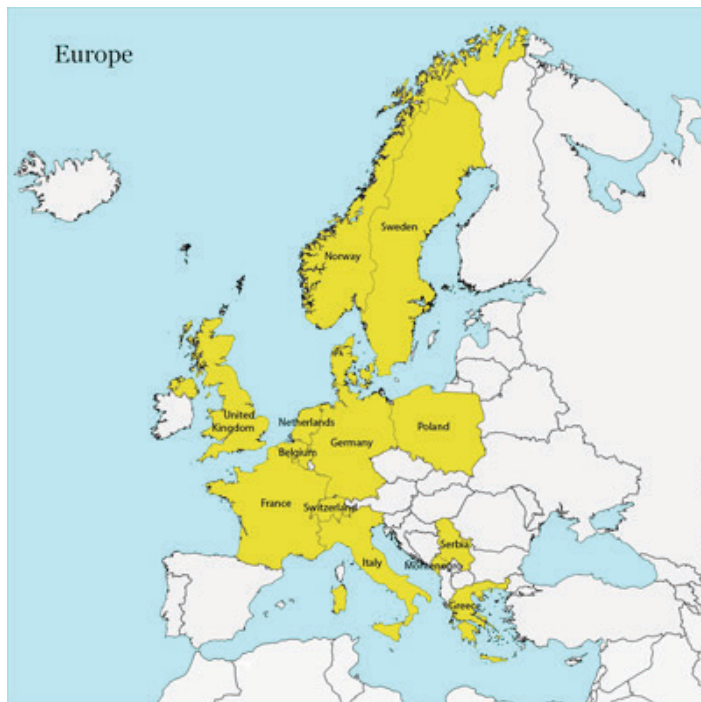 Europe
Sweden
Norway
United
Kingdom
Netherlands
Poland
Germany
Belgium
France
Switzerland
Serbia
Italy
Montenegro
Greece